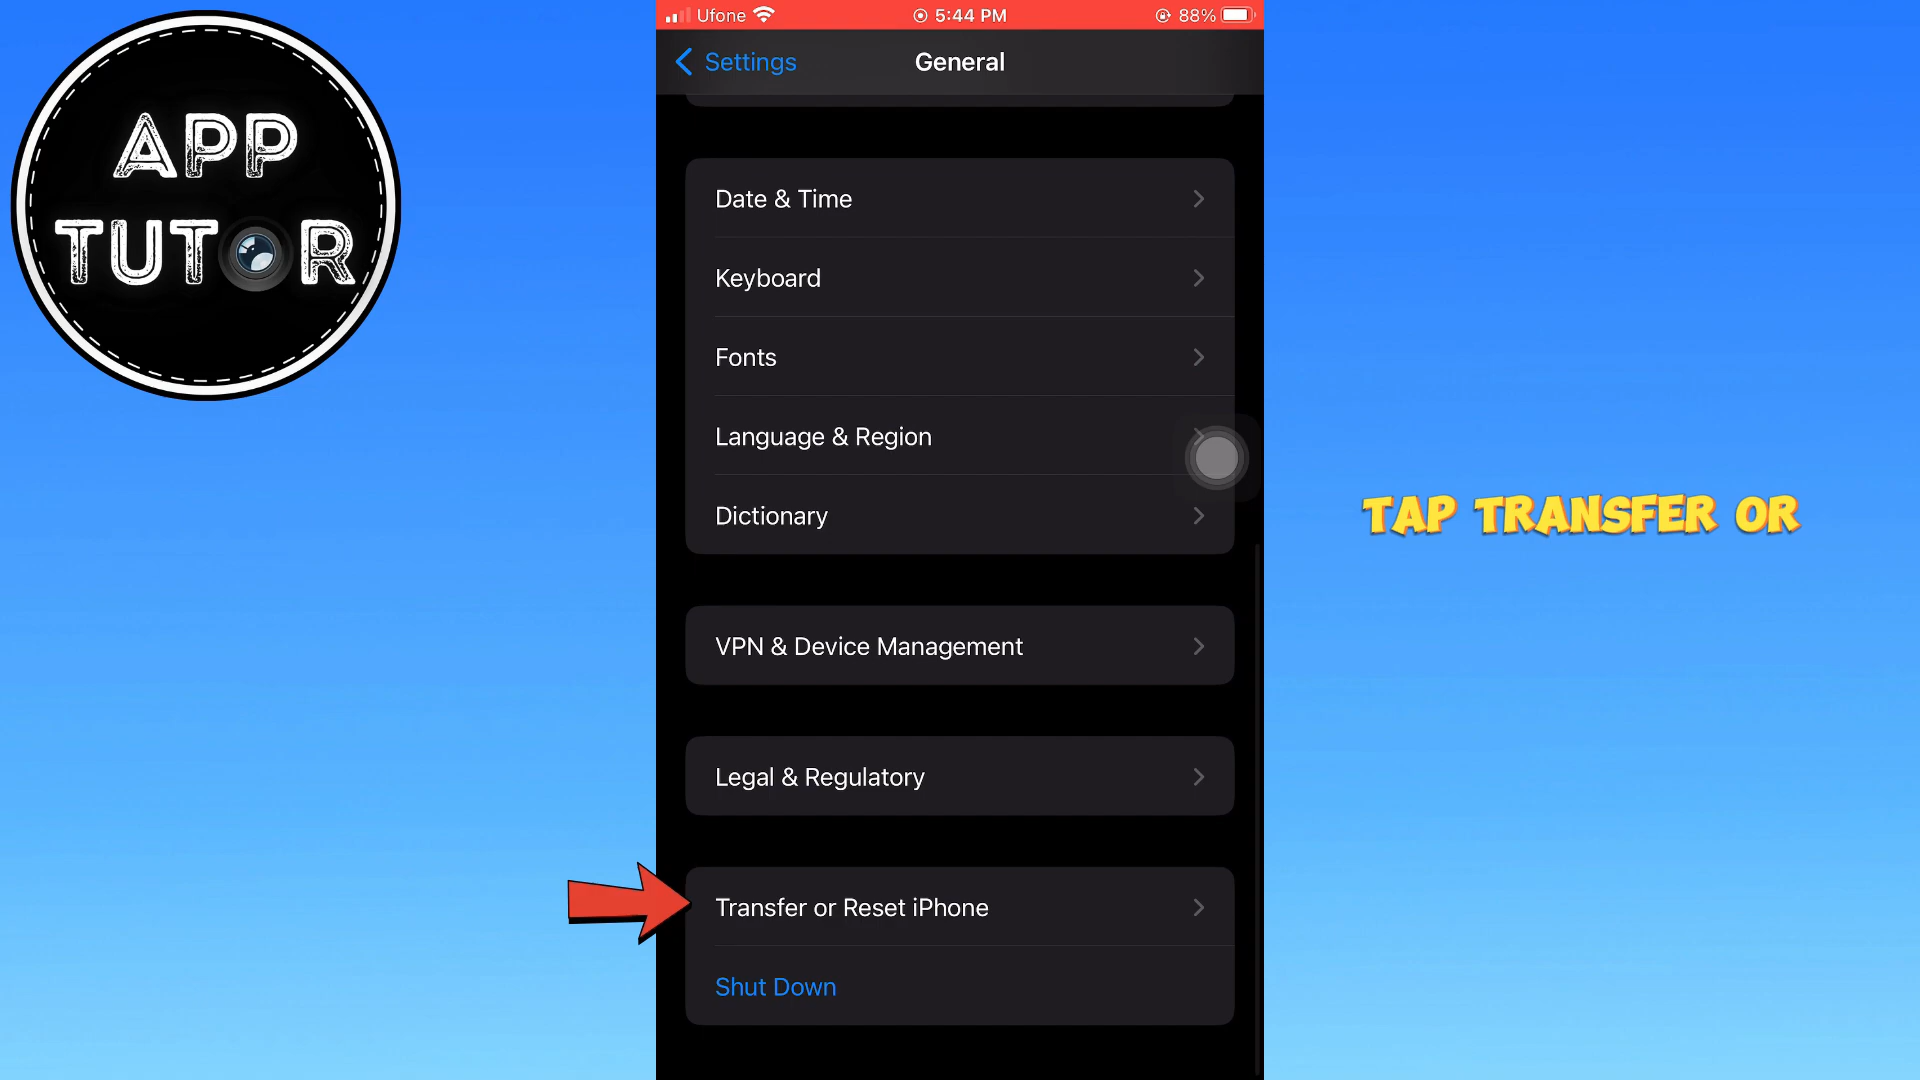 APP
TUTOR
Ufone
5:44 PM
88%
Settings
General
Date & Time
Keyboard
Fonts
Language & Region
Dictionary
VPN & Device Management
Legal & Regulatory
Transfer or Reset iPhone
Shut Down
TAP TRANSFER OR